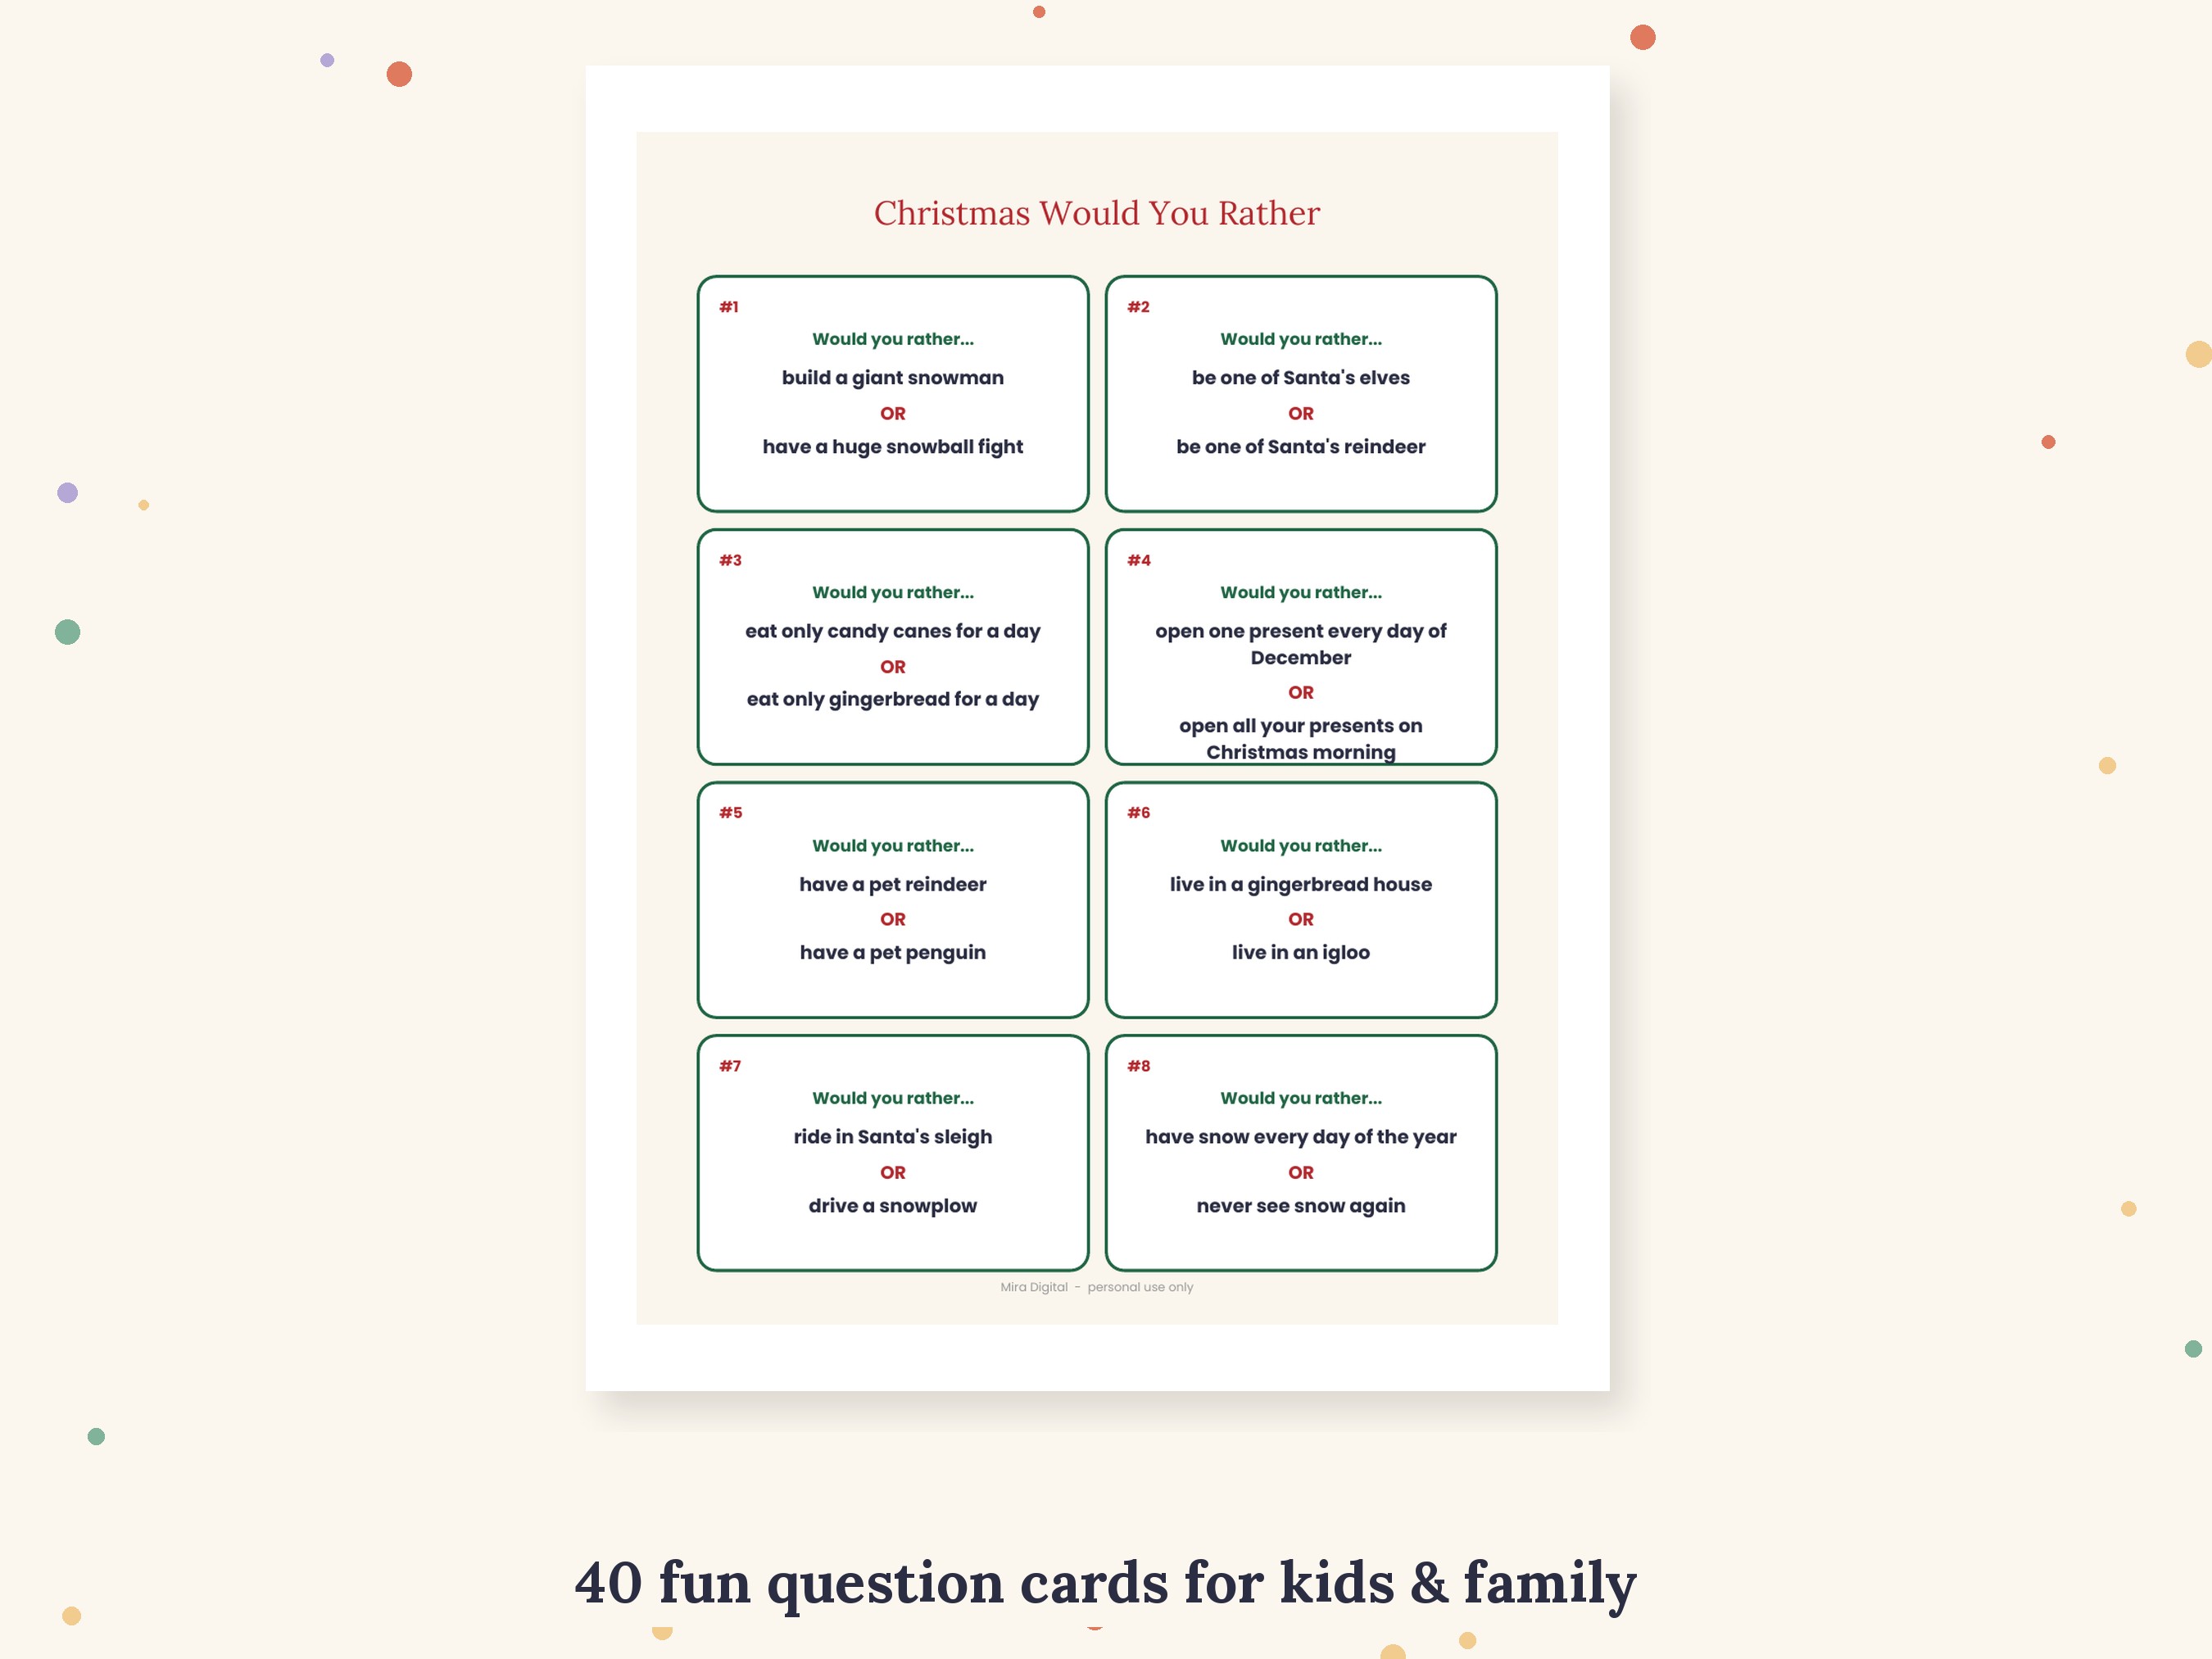 Christmas Would You Rather
#1
Would you rather...
build a giant snowman
OR
have a huge snowball fight
#2
Would you rather...
be one of Santa's elves
OR
be one of Santa's reindeer
#3
Would you rather...
eat only candy canes for a day
OR
eat only gingerbread for a day
#4
Would you rather...
open one present every day of
December
OR
open all your presents on
Christmas morning
#5
Would you rather...
have a pet reindeer
OR
have a pet penguin
#6
Would you rather...
live in a gingerbread house
OR
live in an igloo
#7
Would you rather...
ride in Santa's sleigh
OR
drive a snowplow
#8
Would you rather...
have snow every day of the year
OR
never see snow again
Mira Digital - personal use only
40 fun question cards for kids & family